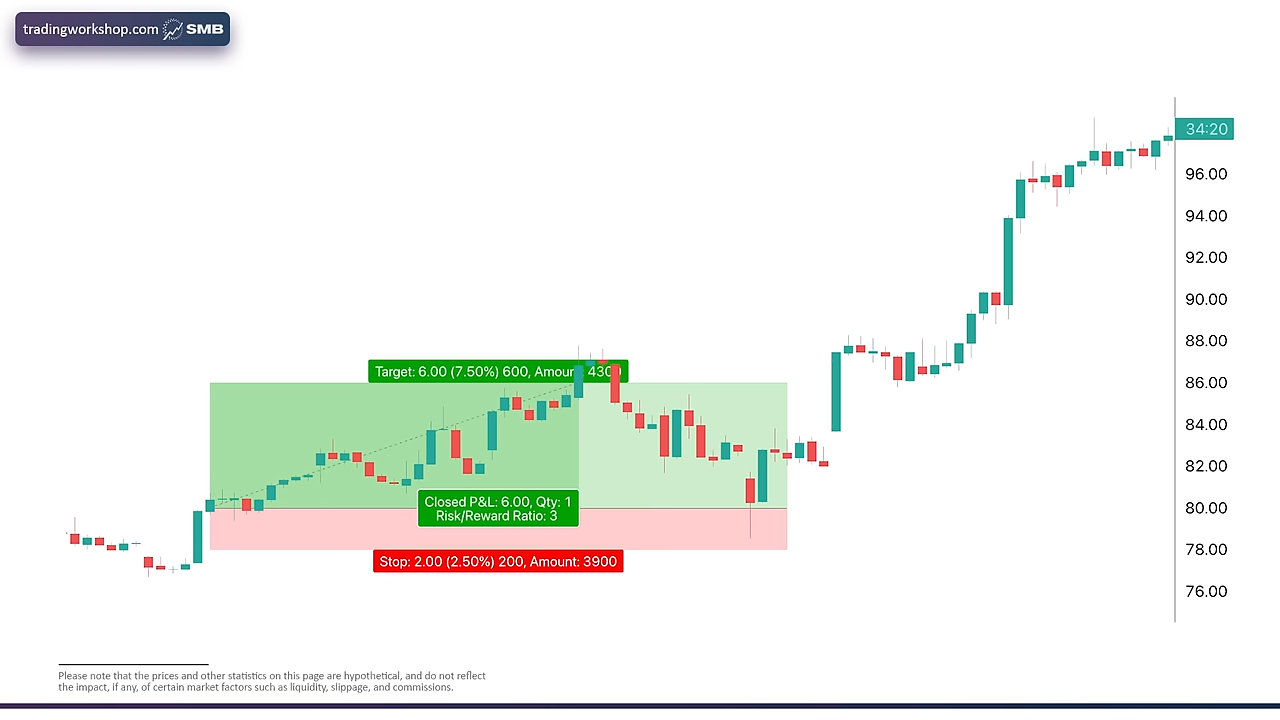 tradingworkshop.com SMB
34:20
96.00
94.00
92.00
90.00
88.00
86.00
84.00
82.00
80.00
78.00
76.00
Target: 6.00 (7.50%) 600, Amount: 4300
Closed P&L: 6.00, Qty: 1
Risk/Reward Ratio: 3
Stop: 2.00 (2.50%) 200, Amount: 3900
Please note that the prices and other statistics on this page are hypothetical, and do not reflect
the impact, if any, of certain market factors such as liquidity, slippage, and commissions.